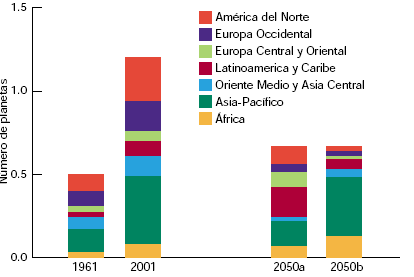 Número de planetas
1.5
1.0
0.5
0.0
América del Norte
Europa Occidental
Europa Central y Oriental
Latinoamerica y Caribe
Oriente Medio y Asia Central
Asia-Pacífico
África
1961 2001 2050a 2050b